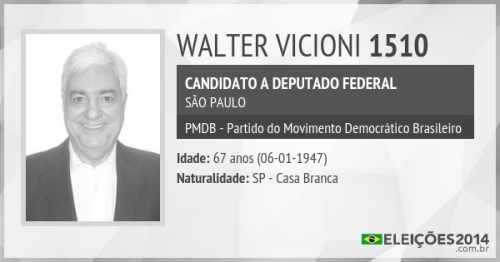 WALTER VICIONI 1510
CANDIDATO A DEPUTADO FEDERAL
SÃO PAULO
PMDB - Partido do Movimento Democrático Brasileiro
Idade: 67 anos (06-01-1947)
Naturalidade: SP - Casa Branca
ELEIÇÕES2014
.com.br